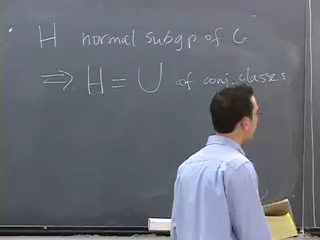 H normal subgp of G
⇒ H = ∪ of conj. classes